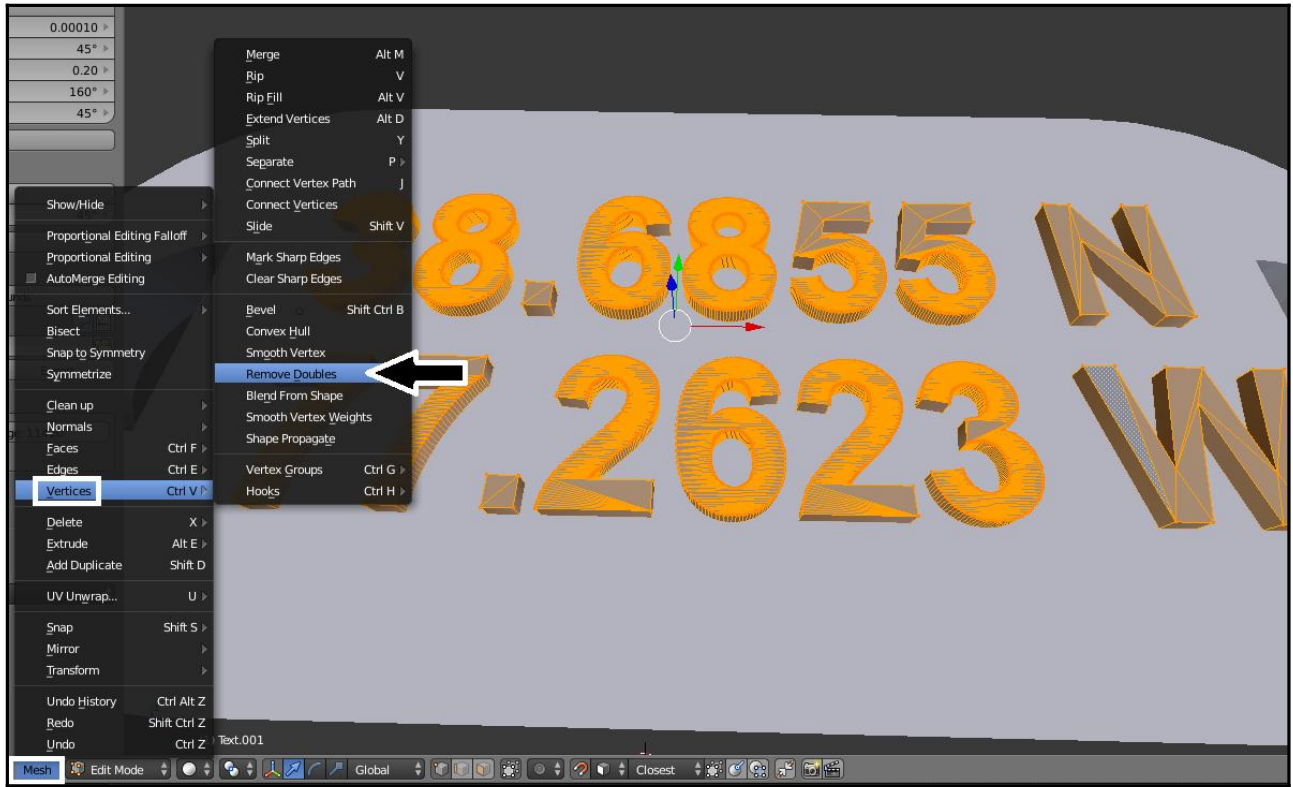 0.00010
45°
0.20
160°
45°
Show/Hide
Proportional Editing Falloff
Proportional Editing
AutoMerge Editing
Sort Elements...
Bisect
Snap to Symmetry
Symmetrize
Clean up
Normals
Faces Ctrl F
Edges Ctrl E
Vertices Ctrl V
Delete X
Extrude Alt E
Add Duplicate Shift D
UV Unwrap... U
Snap Shift S
Mirror
Transform
Undo History Ctrl Alt Z
Redo Shift Ctrl Z
Undo Ctrl Z
Merge Alt M
Rip V
Rip Fill Alt V
Extend Vertices Alt D
Split Y
Separate P
Connect Vertex Path J
Connect Vertices
Slide Shift V
Mark Sharp Edges
Clear Sharp Edges
Bevel Shift Ctrl B
Convex Hull
Smooth Vertex
Remove Doubles
Blend From Shape
Smooth Vertex Weights
Shape Propagate
Vertex Groups Ctrl G
Hooks Ctrl H
38.6855 N
7.2623 W
Text.001
Mesh Edit Mode Global Closest